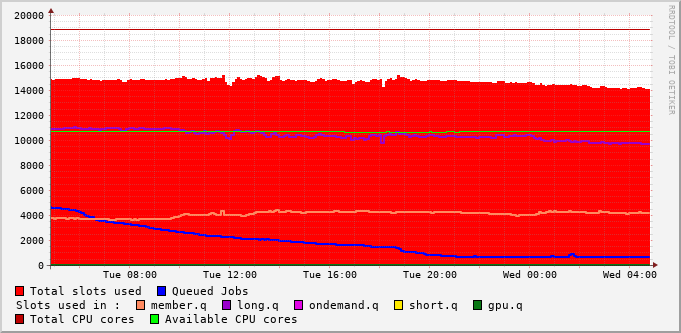 20000
18000
16000
14000
12000
10000
8000
6000
4000
2000
0
Tue 08:00 Tue 12:00 Tue 16:00 Tue 20:00 Wed 00:00 Wed 04:00
Total slots used Queued Jobs
Slots used in : member.q long.q ondemand.q short.q gpu.q
Total CPU cores Available CPU cores
RRDTOOL / TOBI OETIKER